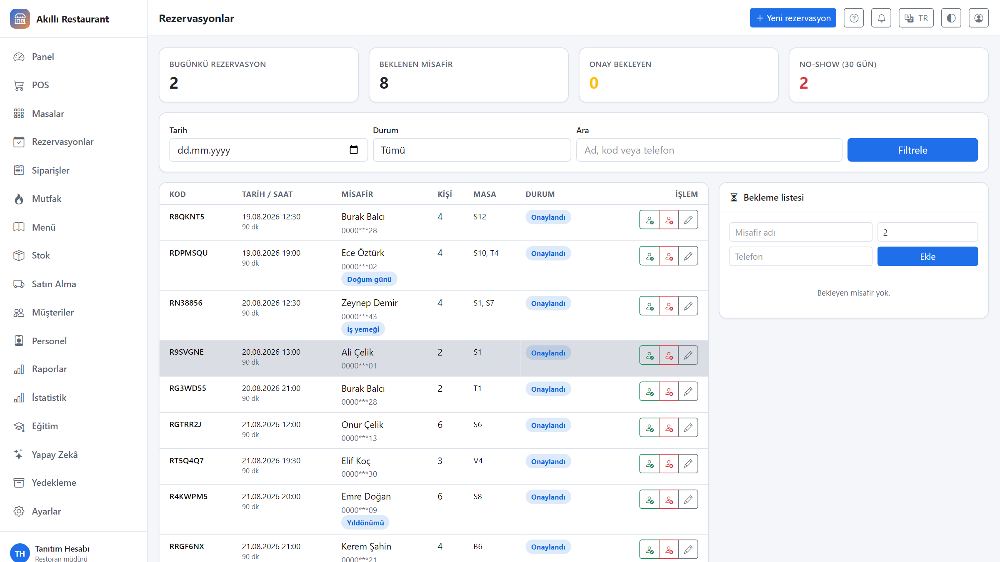 Akıllı Restaurant
Panel
POS
Masalar
Rezervasyonlar
Siparişler
Mutfak
Menü
Stok
Satın Alma
Müşteriler
Personel
Raporlar
İstatistik
Eğitim
Yapay Zekâ
Yedekleme
Ayarlar
TH
Tanıtım Hesabı
Restoran müdürü
Rezervasyonlar
+ Yeni rezervasyon
TR
BUGÜNKÜ REZERVASYON
2
BEKLENEN MİSAFİR
8
ONAY BEKLEYEN
0
NO-SHOW (30 GÜN)
2
Tarih
dd.mm.yyyy
Durum
Tümü
Ara
Ad, kod veya telefon
Filtrele
KOD TARİH / SAAT MİSAFİR KİŞİ MASA DURUM İŞLEM
R8QKNT5 19.08.2026 12:30 Burak Balcı 4 S12 Onaylandı
90 dk 0000***28
RDPMSQU 19.08.2026 19:00 Ece Öztürk 4 S10, T4 Onaylandı
90 dk 0000***02
Doğum günü
RN38856 20.08.2026 12:30 Zeynep Demir 4 S1, S7 Onaylandı
90 dk 0000***43
İş yemeği
R9SVGNE 20.08.2026 13:00 Ali Çelik 2 S1 Onaylandı
90 dk 0000***01
RG3WD55 20.08.2026 21:00 Burak Balcı 2 T1 Onaylandı
90 dk 0000***28
RGTRR2J 21.08.2026 12:00 Onur Çelik 6 S6 Onaylandı
90 dk 0000***13
RT5Q4Q7 21.08.2026 19:30 Elif Koç 3 V4 Onaylandı
90 dk 0000***30
R4KWPM5 21.08.2026 20:00 Emre Doğan 6 S8 Onaylandı
90 dk 0000***09
Yıldönümü
RRGF6NX 21.08.2026 21:00 Kerem Şahin 4 B6 Onaylandı
90 dk 0000***21
Bekleme listesi
Misafir adı
2
Telefon
Ekle
Bekleyen misafir yok.